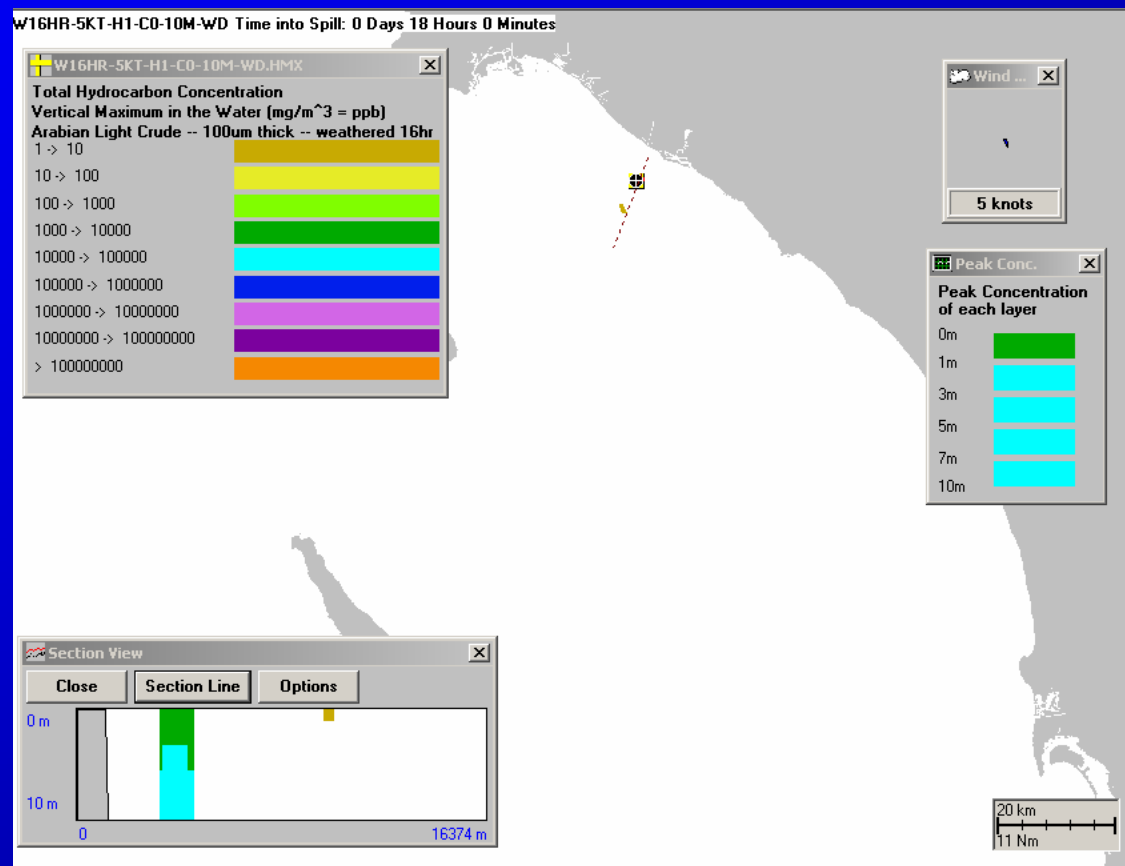 W16HR-5KT-H1-C0-10M-WD Time into Spill: 0 Days 18 Hours 0 Minutes
W16HR-5KT-H1-C0-10M-WD.HMX
Total Hydrocarbon Concentration
Vertical Maximum in the Water (mg/m^3 = ppb)
Arabian Light Crude -- 100um thick -- weathered 16hr
1 -> 10
10 -> 100
100 -> 1000
1000 -> 10000
10000 -> 100000
100000 -> 1000000
1000000 -> 10000000
10000000 -> 100000000
> 100000000
Wind ...
5 knots
Peak Conc.
Peak Concentration
of each layer
0m
1m
3m
5m
7m
10m
Section View
Close Section Line Options
0 m
10 m
0 16374 m
20 km
11 Nm